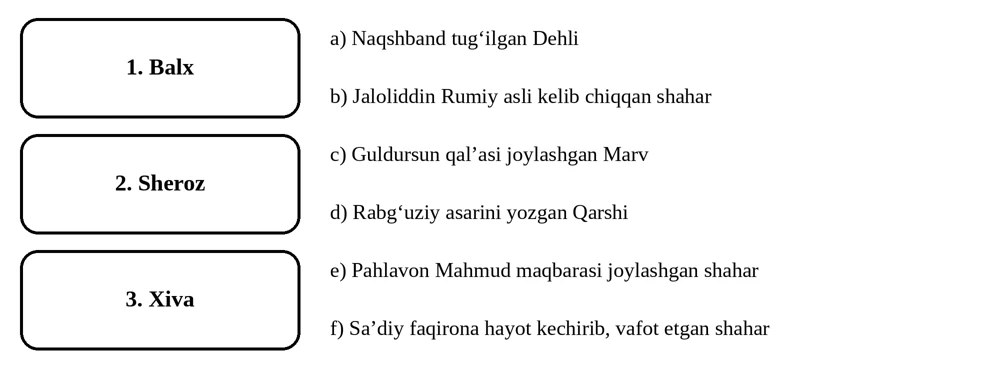 1. Balx
2. Sheroz
3. Xiva
a) Naqshband tug‘ilgan Dehli
b) Jaloliddin Rumiy asli kelib chiqqan shahar
c) Guldursun qal’asi joylashgan Marv
d) Rabg‘uziy asarini yozgan Qarshi
e) Pahlavon Mahmud maqbarasi joylashgan shahar
f) Sa’diy faqirona hayot kechirib, vafot etgan shahar